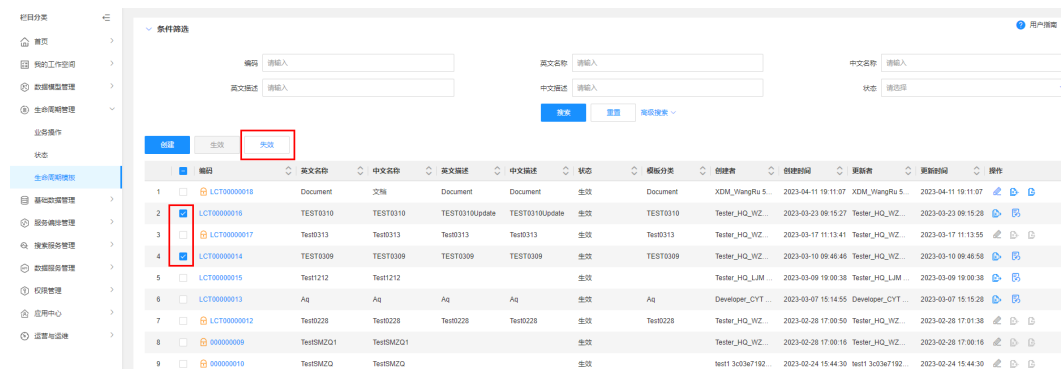 栏目分类
首页
我的工作空间
数据模型管理
生命周期管理
业务操作
状态
生命周期模板
基础数据管理
服务编排管理
搜索服务管理
数据服务管理
权限管理
应用中心
运营与运维
条件筛选
用户指南
编码 请输入 英文名称 请输入 中文名称 请输入
英文描述 请输入 中文描述 请输入 状态 请选择
搜索 重置 高级搜索
创建 生效 失效
编码 英文名称 中文名称 英文描述 中文描述 状态 模板分类 创建者 创建时间 更新者 更新时间 操作
1 LCT00000018 Document 文档 Document Document 生效 Document XDM_WangRu 5... 2023-04-11 19:11:07 XDM_WangRu 5... 2023-04-11 19:11:07
2 LCT00000016 TEST0310 TEST0310 TEST0310Update TEST0310Update 生效 TEST0310 Tester_HQ_WZ... 2023-03-23 09:15:27 Tester_HQ_WZ... 2023-03-23 09:15:28
3 LCT00000017 Test0313 Test0313 Test0313 Test0313 生效 Test0313 Tester_HQ_WZ... 2023-03-17 11:13:41 Tester_HQ_WZ... 2023-03-17 11:13:55
4 LCT00000014 TEST0309 TEST0309 TEST0309 TEST0309 生效 TEST0309 Tester_HQ_WZ... 2023-03-10 09:46:46 Tester_HQ_WZ... 2023-03-10 09:46:58
5 LCT00000015 Test1212 Test1212 生效 Tester_HQ_LJM ... 2023-03-09 19:00:38 Tester_HQ_LJM ... 2023-03-09 19:00:38
6 LCT00000013 Aq Aq Aq Aq 生效 Aq Developer_CYT ... 2023-03-07 15:14:55 Developer_CYT ... 2023-03-07 15:15:28
7 LCT00000012 Test0228 Test0228 Test0228 Test0228 生效 Test0228 Tester_HQ_WZ... 2023-02-28 17:00:50 Tester_HQ_WZ... 2023-02-28 17:01:38
8 000000009 TestSMZQ1 TestSMZQ1 生效 Tester_HQ_WZ... 2023-02-28 17:00:16 Tester_HQ_WZ... 2023-02-28 17:00:16
9 000000010 TestSMZQ TestSMZQ 生效 test1 3c03e7192... 2023-02-24 15:44:30 test1 3c03e7192... 2023-02-24 15:44:30